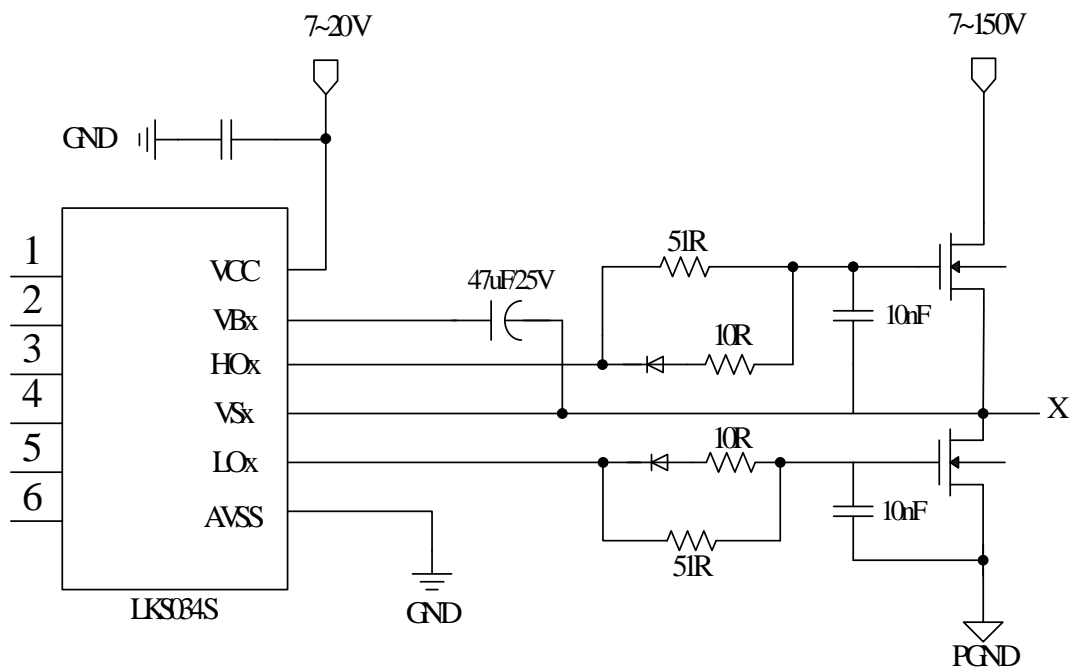 7~20V
7~150V
GND
1
2
3
4
5
6
VCC
VBx
HOx
VSx
LOx
AVSS
47uF/25V
51R
10R
10nF
X
10R
10nF
51R
LKS034S
GND
PGND